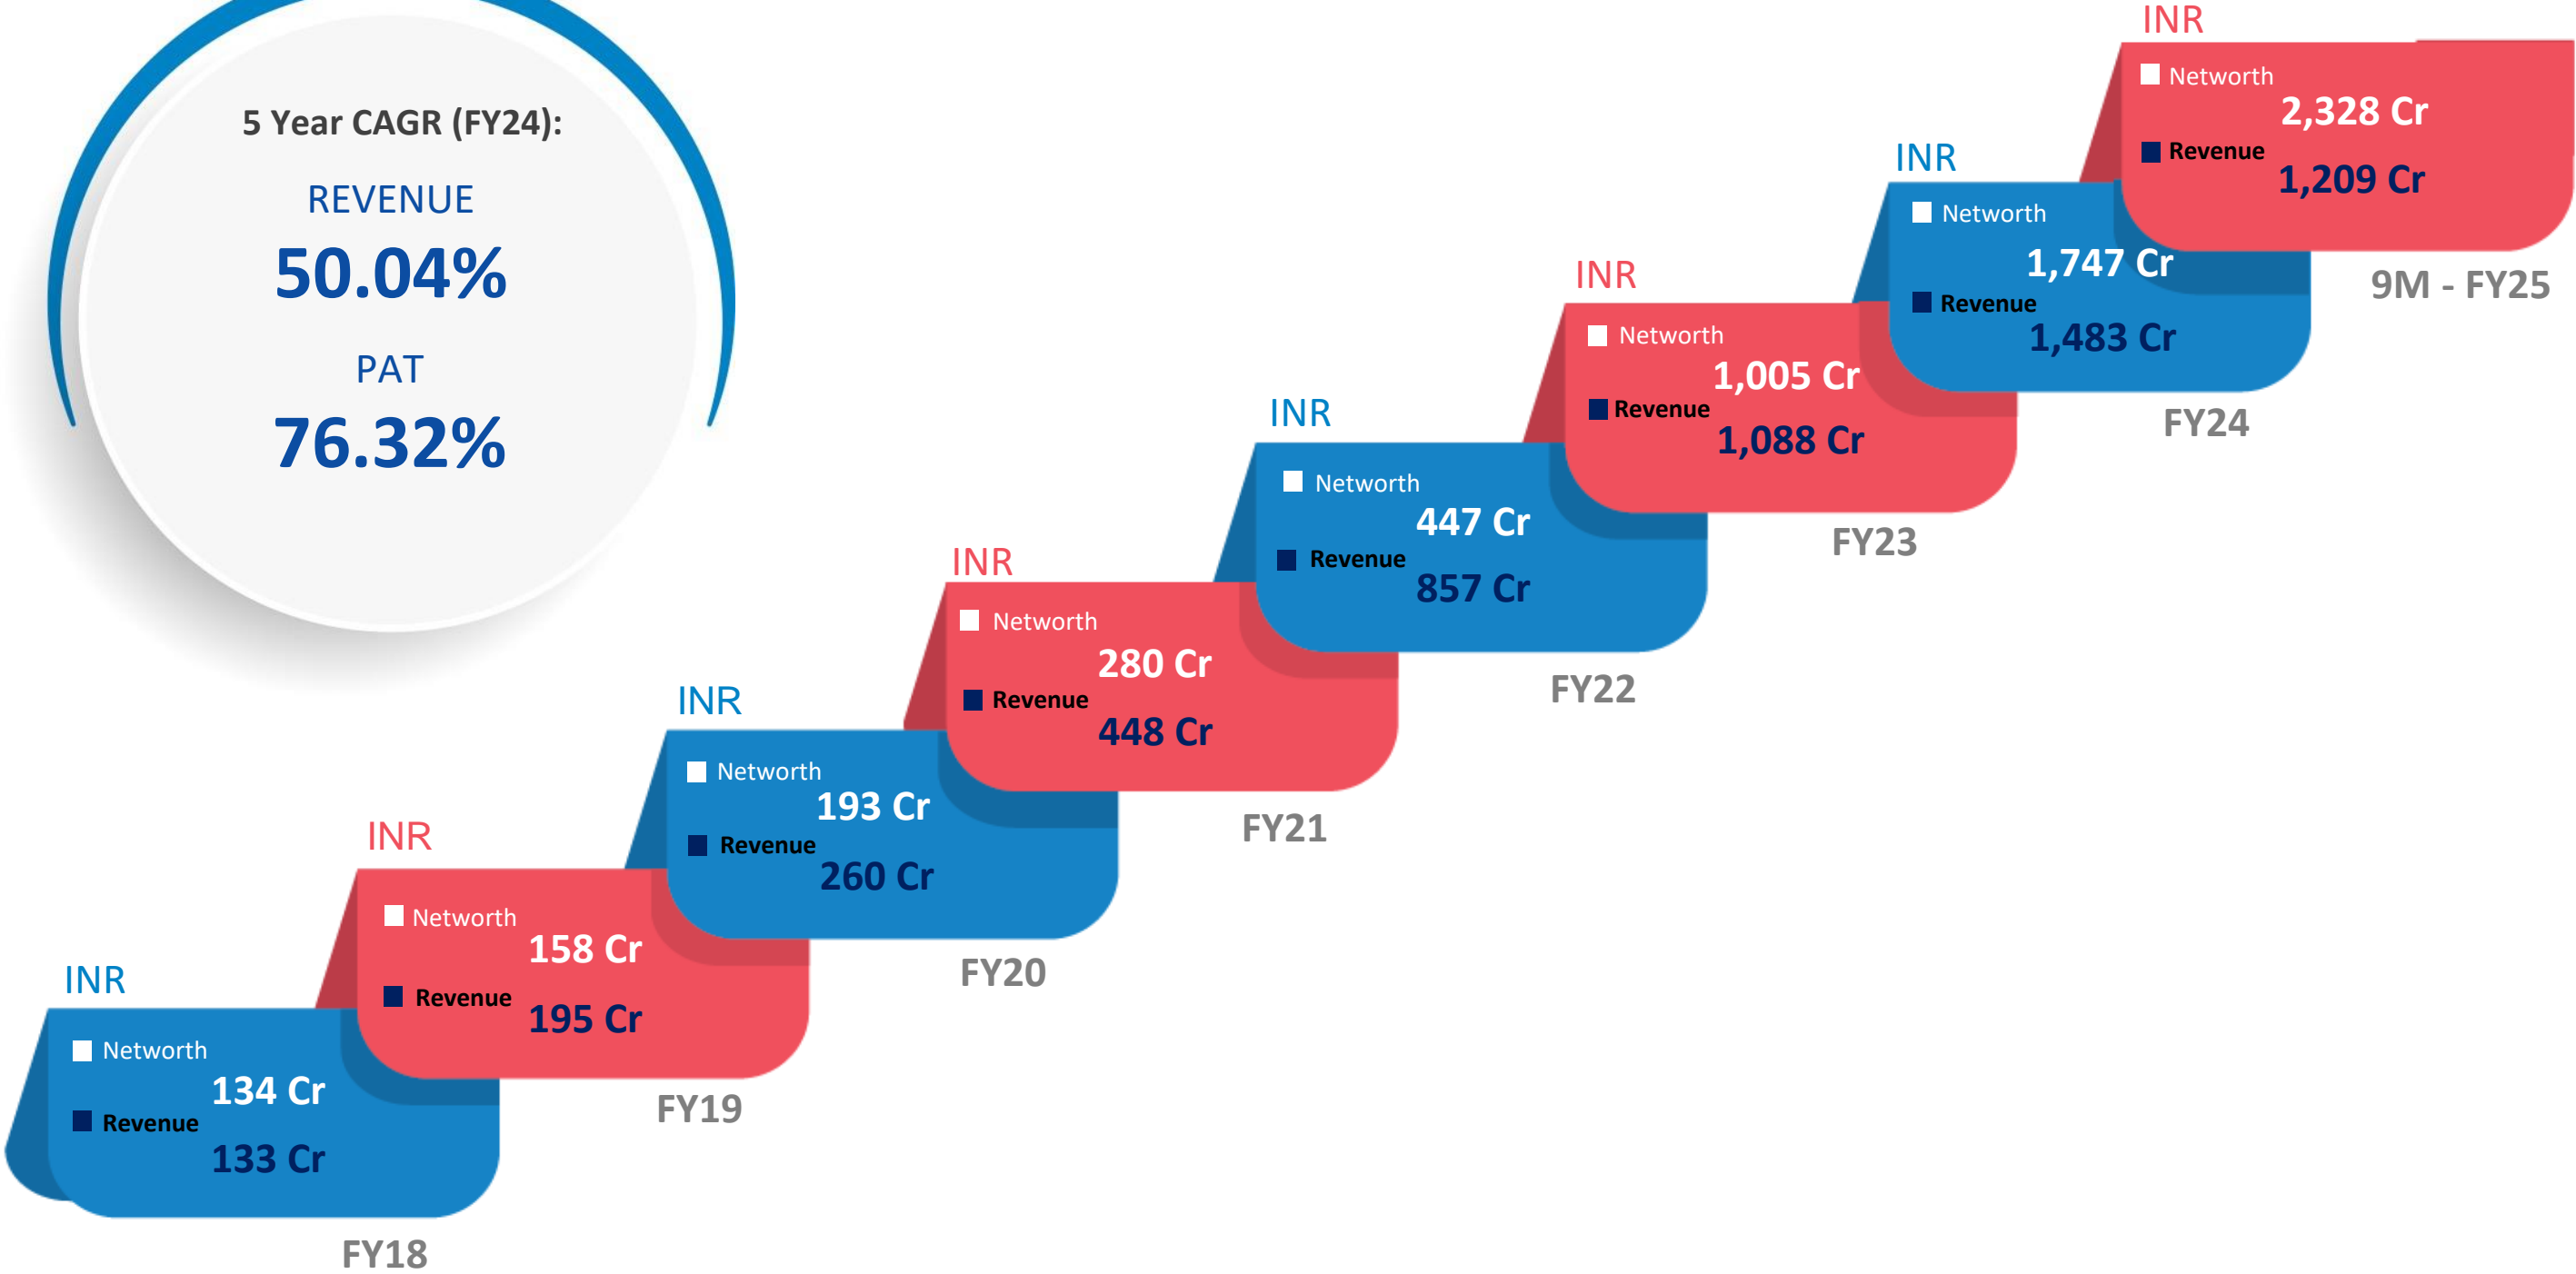 5 Year CAGR (FY24):
REVENUE
50.04%
PAT
76.32%
INR
Networth
134 Cr
Revenue
133 Cr
FY18
INR
Networth
158 Cr
Revenue
195 Cr
FY19
INR
Networth
193 Cr
Revenue
260 Cr
FY20
INR
Networth
280 Cr
Revenue
448 Cr
FY21
INR
Networth
447 Cr
Revenue
857 Cr
FY22
INR
Networth
1,005 Cr
Revenue
1,088 Cr
FY23
INR
Networth
1,747 Cr
Revenue
1,483 Cr
FY24
INR
Networth
2,328 Cr
Revenue
1,209 Cr
9M - FY25